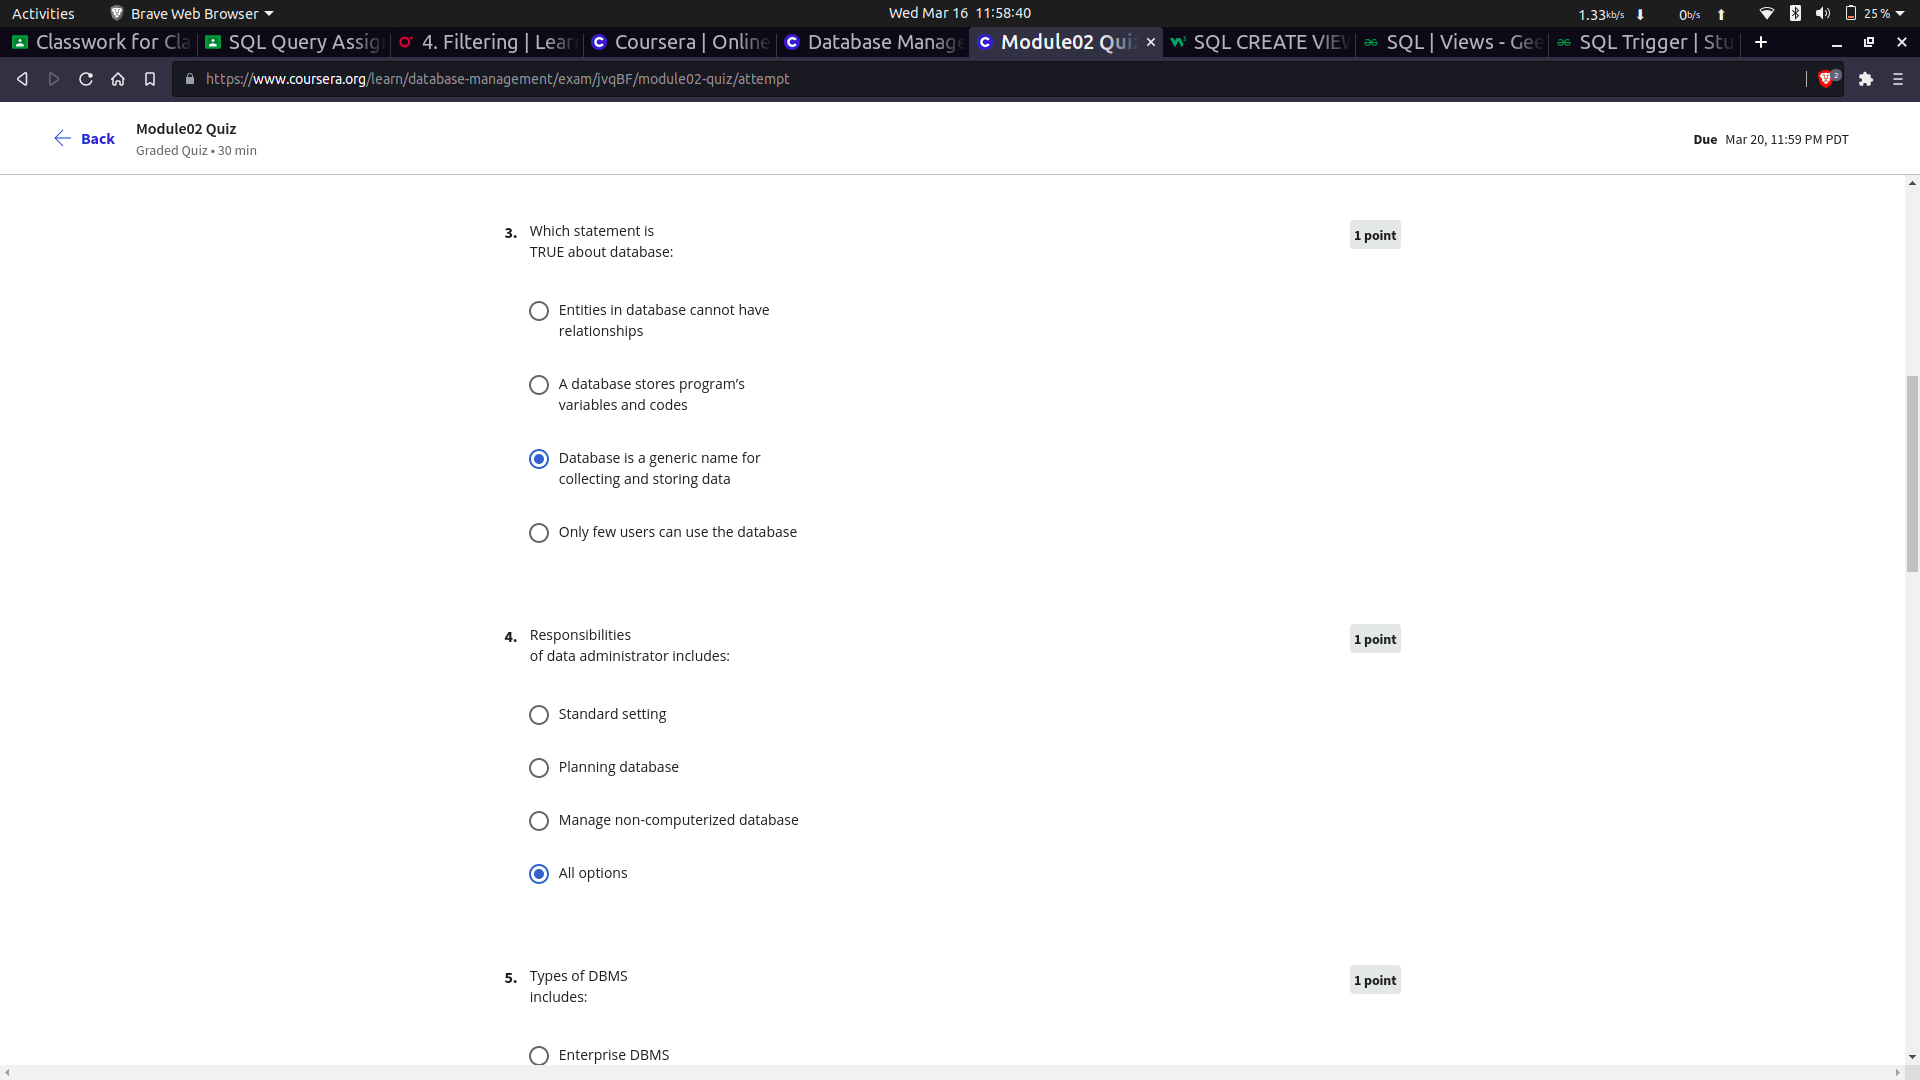 Activities
Brave Web Browser
Wed Mar 16 11:58:40
1.33kb/s
0b/s
25 %
Classwork for Cla
SQL Query Assig
4. Filtering | Lear
Coursera | Online
Database Manage
Module02 Qui
SQL CREATE VIE
SQL | Views - Gee
SQL Trigger | Stu
https://www.coursera.org/learn/database-management/exam/jvqBF/module02-quiz/attempt
2
Back
Module02 Quiz
Graded Quiz • 30 min
Due Mar 20, 11:59 PM PDT
3. Which statement is
TRUE about database:
1 point
Entities in database cannot have
relationships
A database stores program’s
variables and codes
Database is a generic name for
collecting and storing data
Only few users can use the database
4. Responsibilities
of data administrator includes:
1 point
Standard setting
Planning database
Manage non-computerized database
All options
5. Types of DBMS
includes:
1 point
Enterprise DBMS